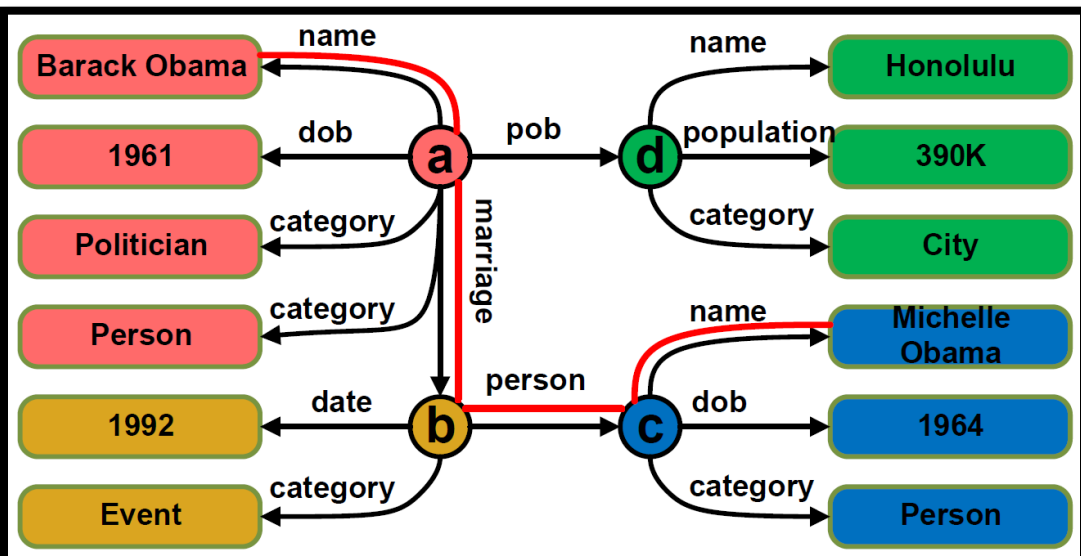 name
name
Barack Obama
Honolulu
dob
pob
population
1961
a
d
390K
category
category
Politician
marriage
City
category
name
Person
Michelle
Obama
person
date
dob
1992
b
c
1964
category
category
Event
Person